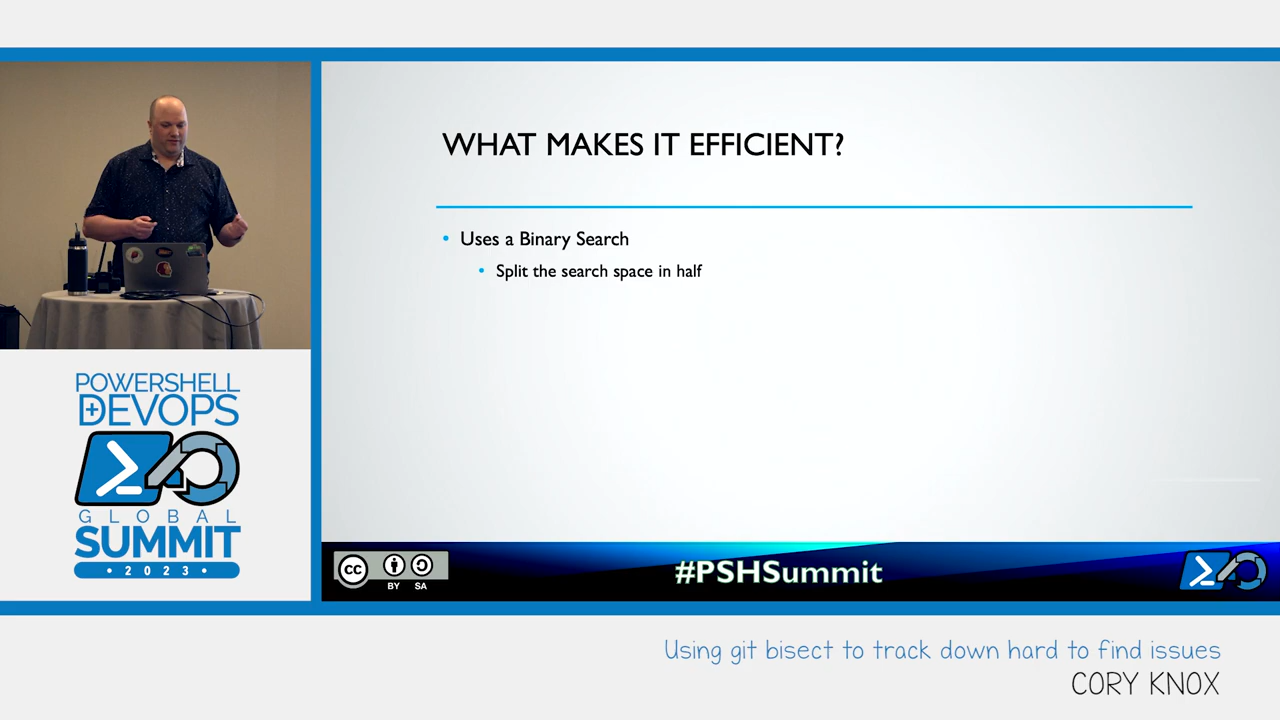 WHAT MAKES IT EFFICIENT?
Uses a Binary Search
Split the search space in half
POWERSHELL
+DEVOPS
GLOBAL
SUMMIT
• 2023 •
CC
BY SA
#PSHSummit
Using git bisect to track down hard to find issues
CORY KNOX